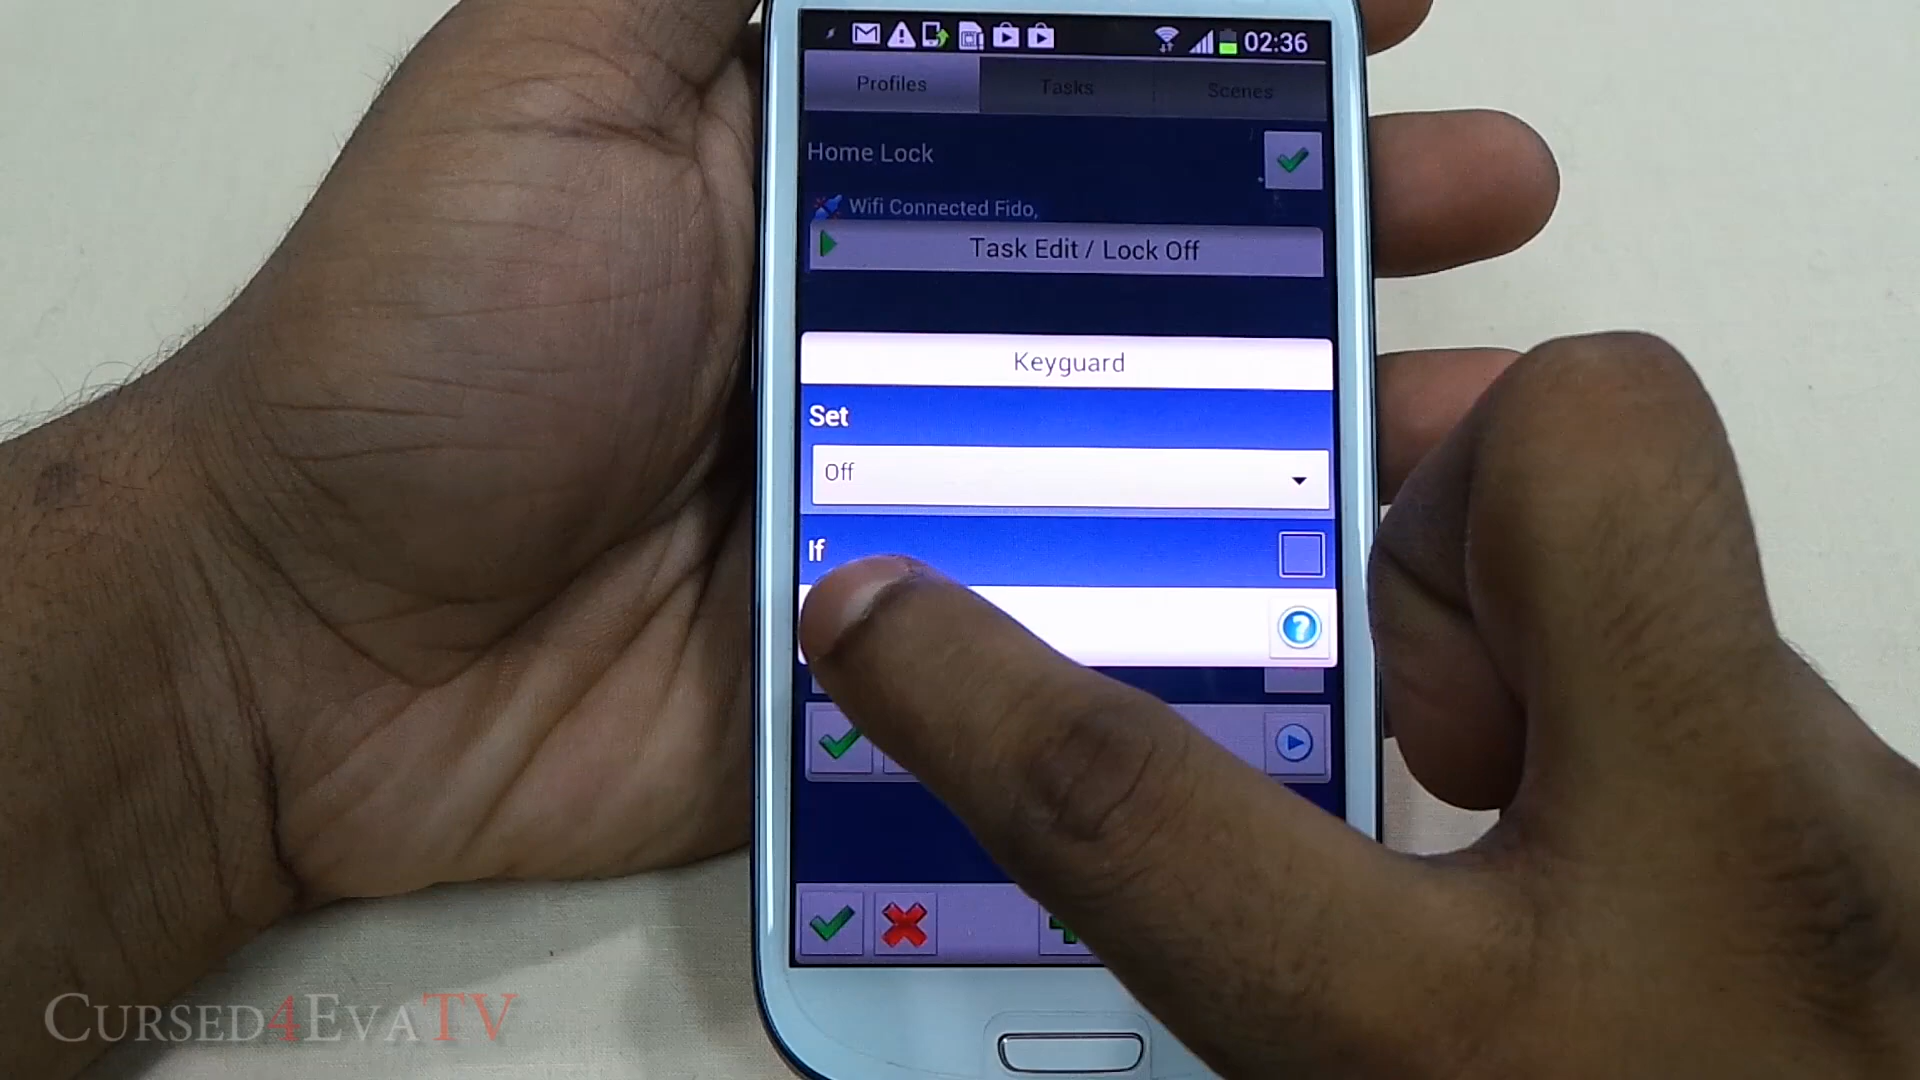 02:36
Profiles
Tasks
Scenes
Home Lock
Wifi Connected Fido,
Task Edit / Lock Off
Keyguard
Set
Off
If
CURSED4EVATV